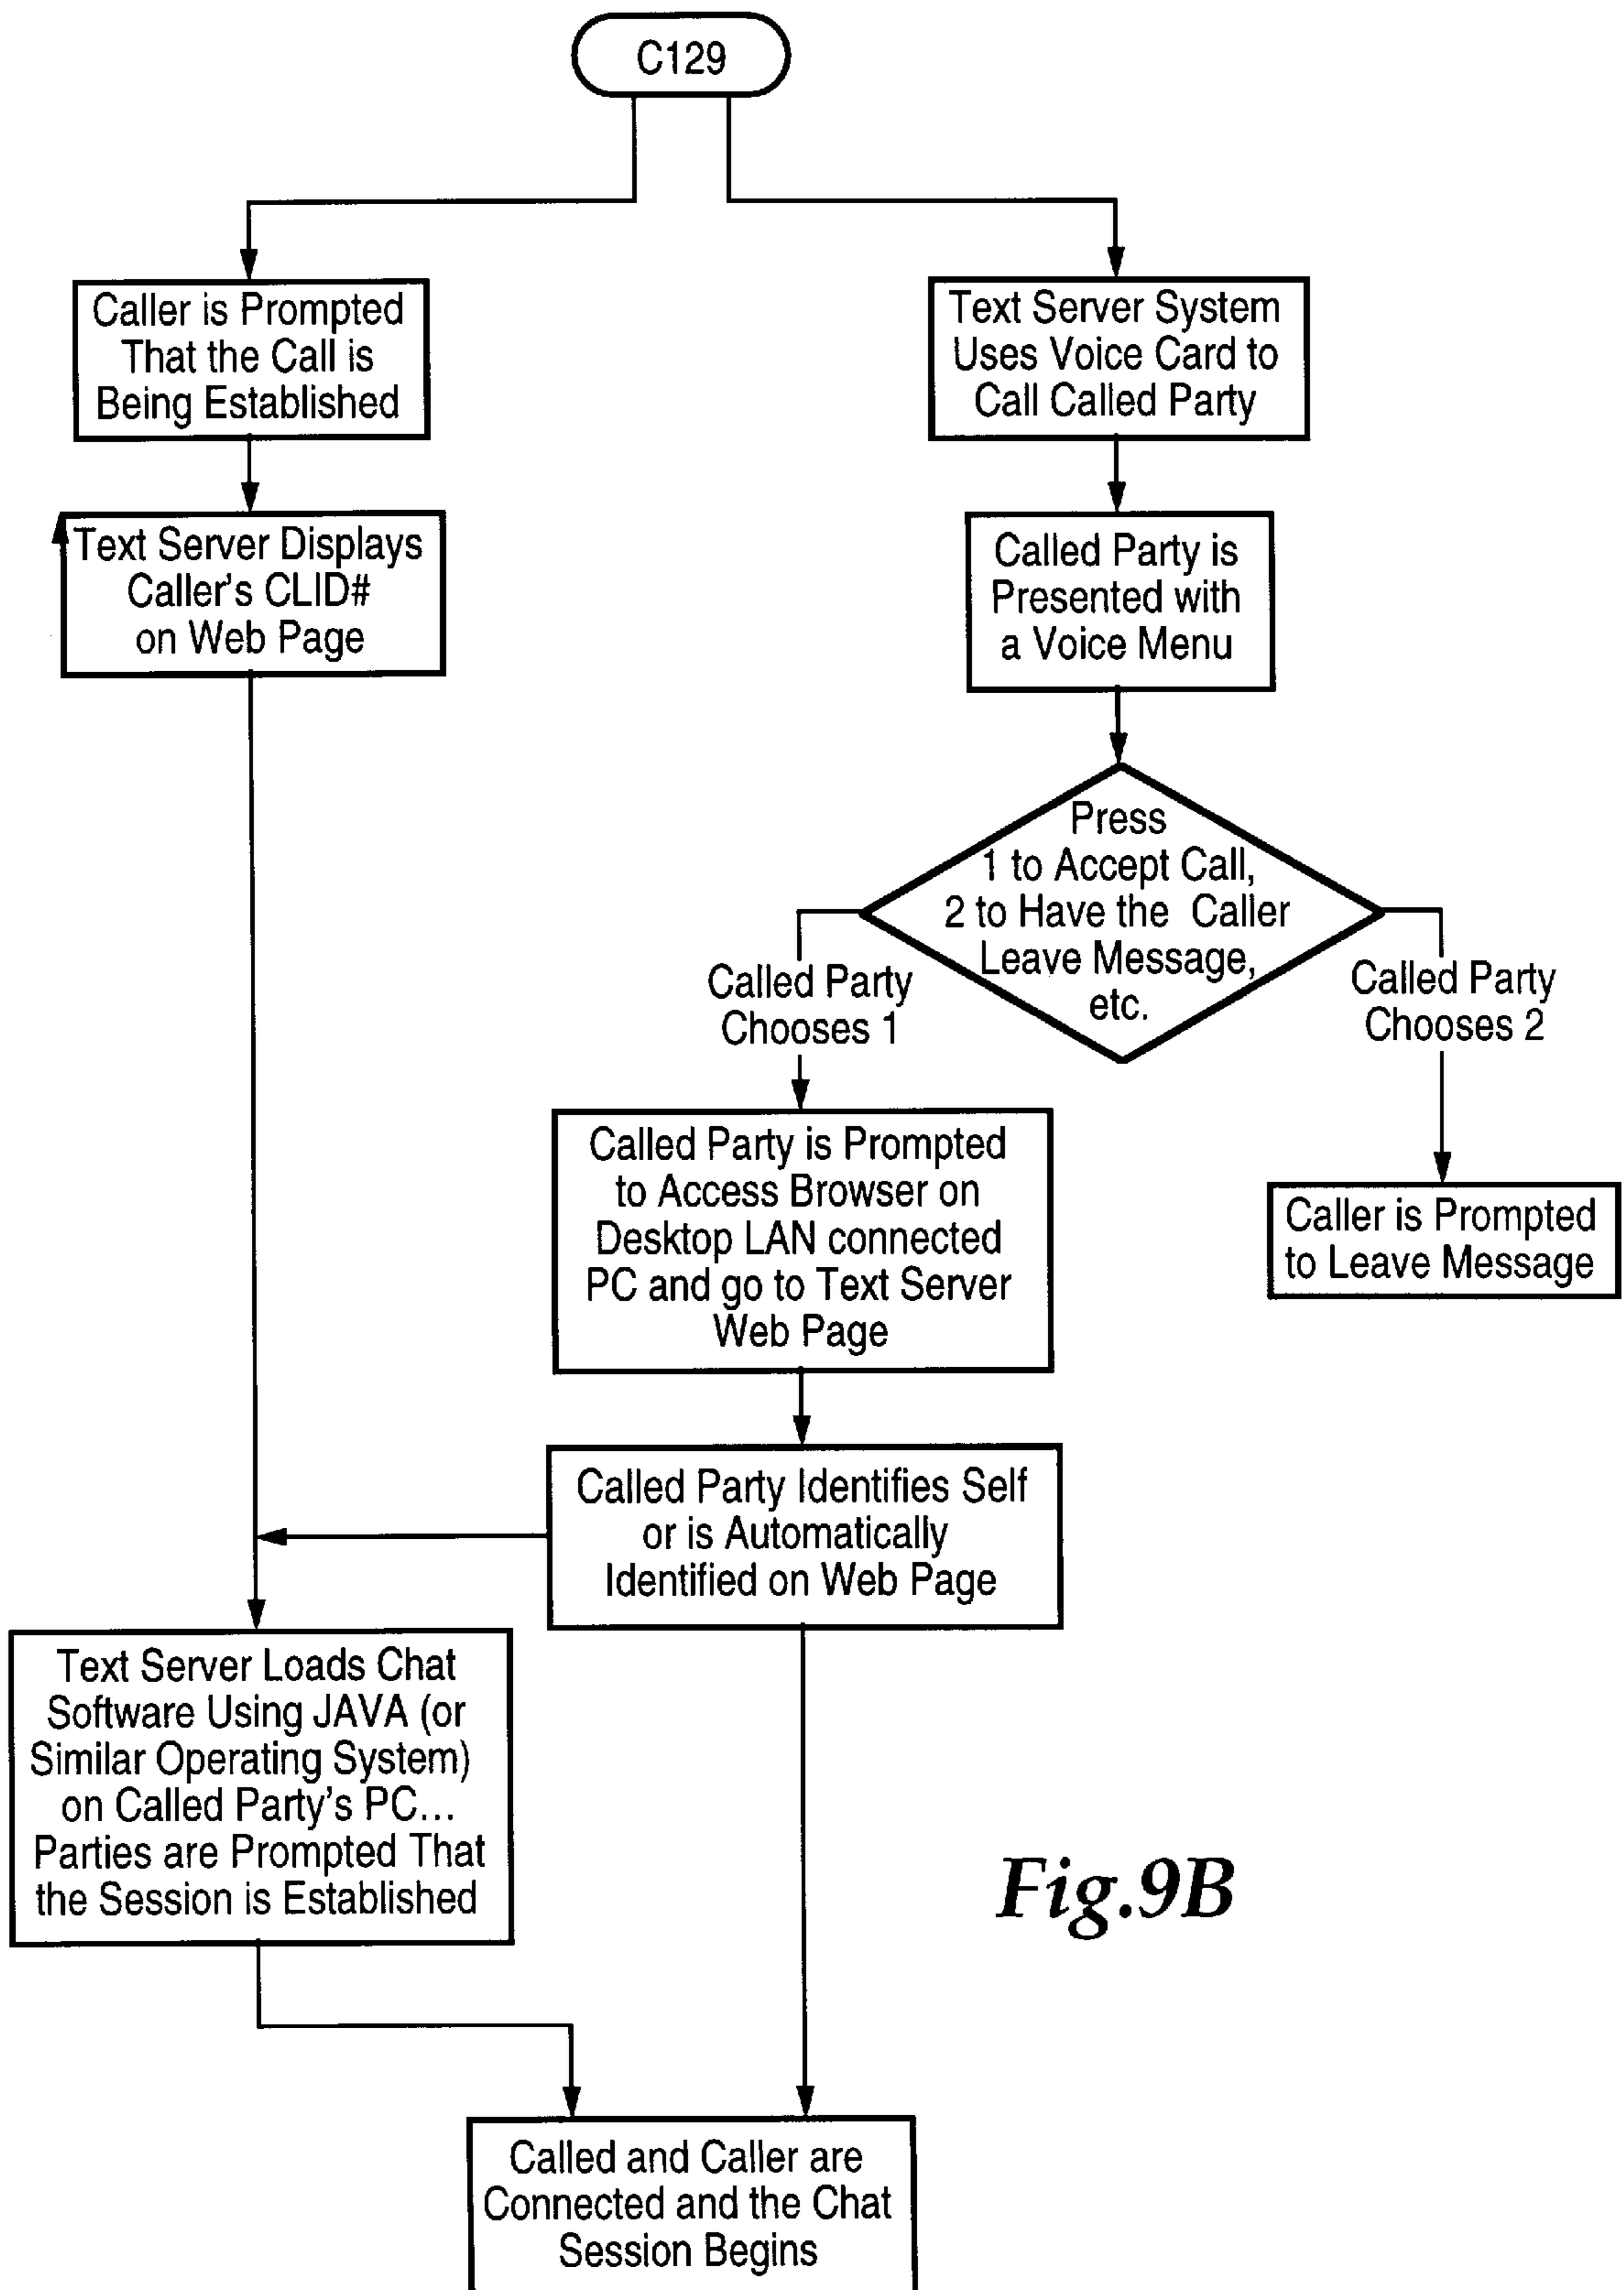 C129
Caller is Prompted
That the Call is
Being Established
Text Server System
Uses Voice Card to
Call Called Party
Text Server Displays
Caller's CLID#
on Web Page
Called Party is
Presented with
a Voice Menu
Press
1 to Accept Call,
2 to Have the Caller
Leave Message,
etc.
Called Party
Chooses 1
Called Party
Chooses 2
Called Party is Prompted
to Access Browser on
Desktop LAN connected
PC and go to Text Server
Web Page
Caller is Prompted
to Leave Message
Called Party Identifies Self
or is Automatically
Identified on Web Page
Text Server Loads Chat
Software Using JAVA (or
Similar Operating System)
on Called Party's PC...
Parties are Prompted That
the Session is Established
Fig.9B
Called and Caller are
Connected and the Chat
Session Begins